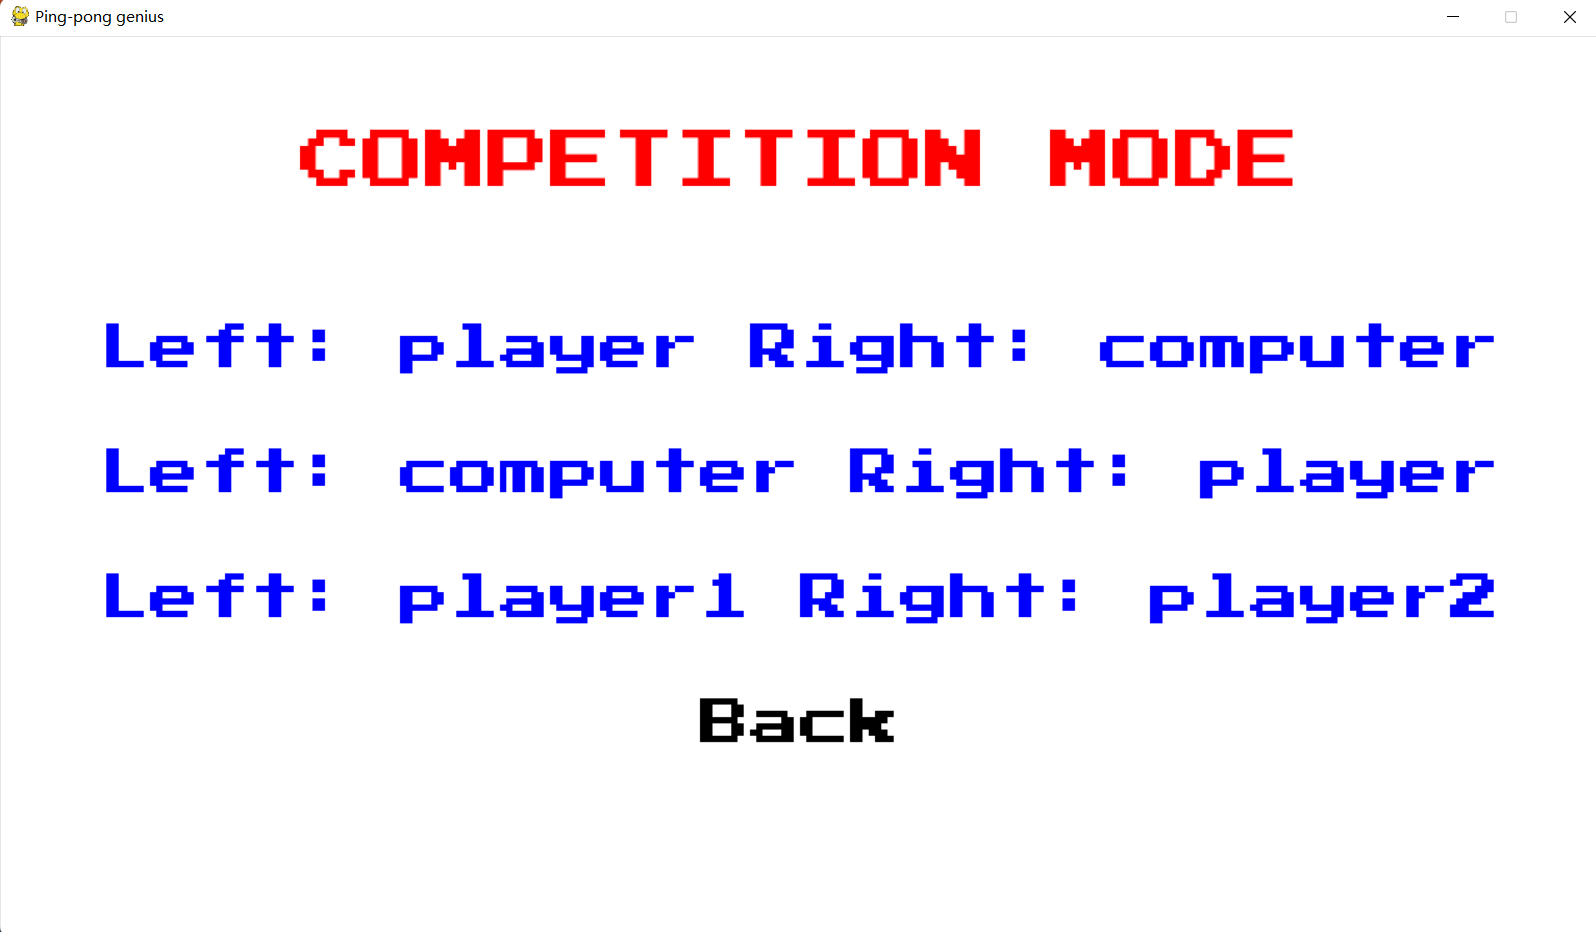 Ping-pong genius
COMPETITION MODE
Left: player Right: computer
Left: computer Right: player
Left: player1 Right: player2
Back